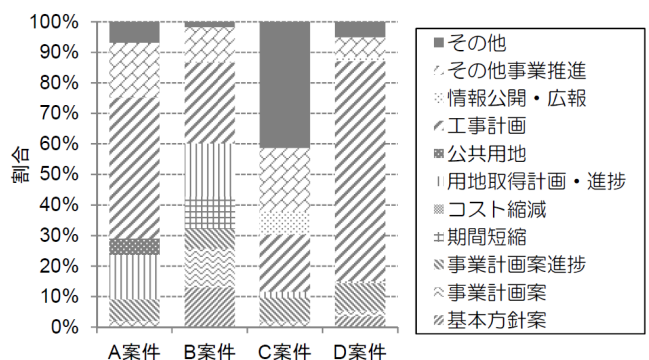 100%
90%
80%
70%
60%
50%
40%
30%
20%
10%
0%
割合
A案件 B案件 C案件 D案件
その他
その他事業推進
情報公開・広報
工事計画
公共用地
用地取得計画・進捗
コスト縮減
期間短縮
事業計画案進捗
事業計画案
基本方針案